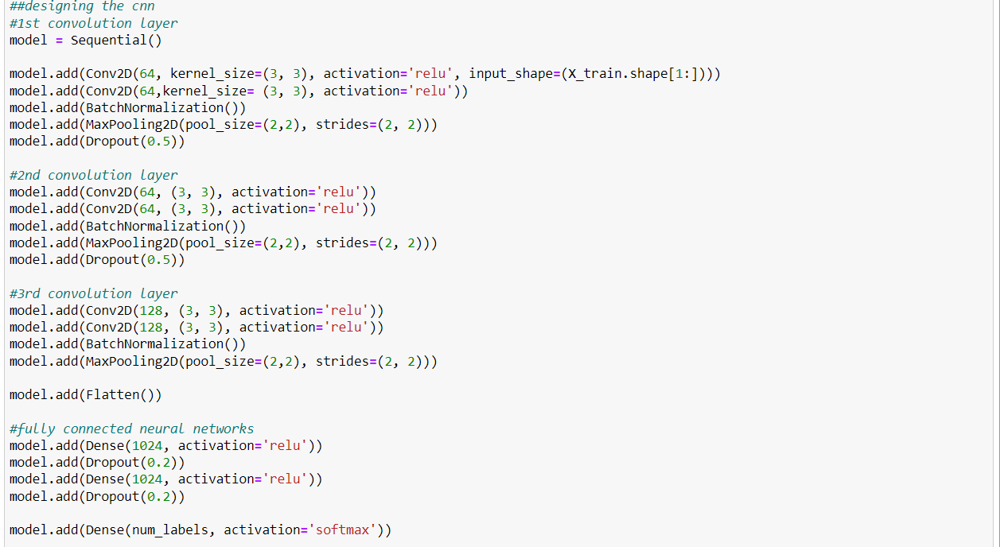 ##designing the cnn
#1st convolution layer
model = Sequential()
model.add(Conv2D(64, kernel_size=(3, 3), activation='relu', input_shape=(X_train.shape[1:])))
model.add(Conv2D(64,kernel_size= (3, 3), activation='relu'))
model.add(BatchNormalization())
model.add(MaxPooling2D(pool_size=(2,2), strides=(2, 2)))
model.add(Dropout(0.5))
#2nd convolution layer
model.add(Conv2D(64, (3, 3), activation='relu'))
model.add(Conv2D(64, (3, 3), activation='relu'))
model.add(BatchNormalization())
model.add(MaxPooling2D(pool_size=(2,2), strides=(2, 2)))
model.add(Dropout(0.5))
#3rd convolution layer
model.add(Conv2D(128, (3, 3), activation='relu'))
model.add(Conv2D(128, (3, 3), activation='relu'))
model.add(BatchNormalization())
model.add(MaxPooling2D(pool_size=(2,2), strides=(2, 2)))
model.add(Flatten())
#fully connected neural networks
model.add(Dense(1024, activation='relu'))
model.add(Dropout(0.2))
model.add(Dense(1024, activation='relu'))
model.add(Dropout(0.2))
model.add(Dense(num_labels, activation='softmax'))